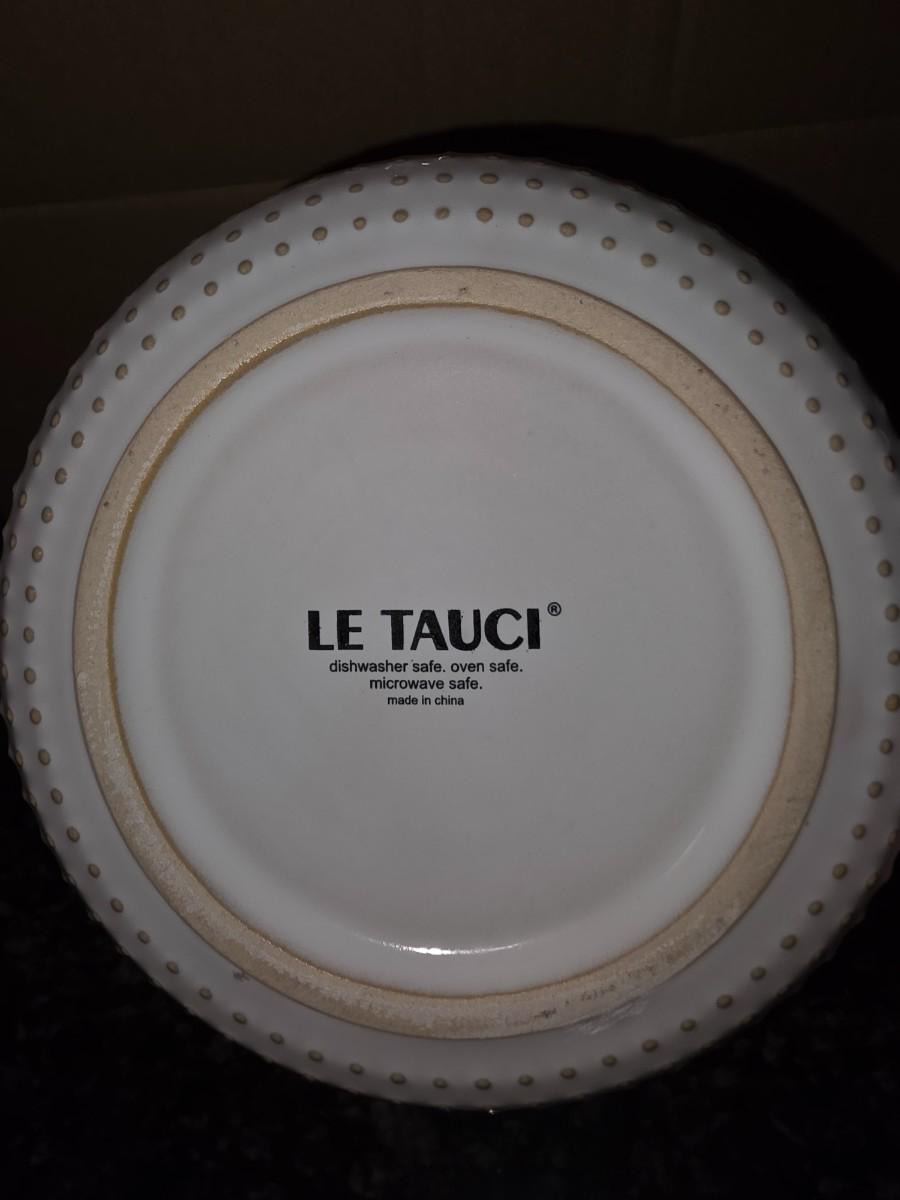 LE TAUCI®
dishwasher safe. oven safe.
microwave safe.
made in china